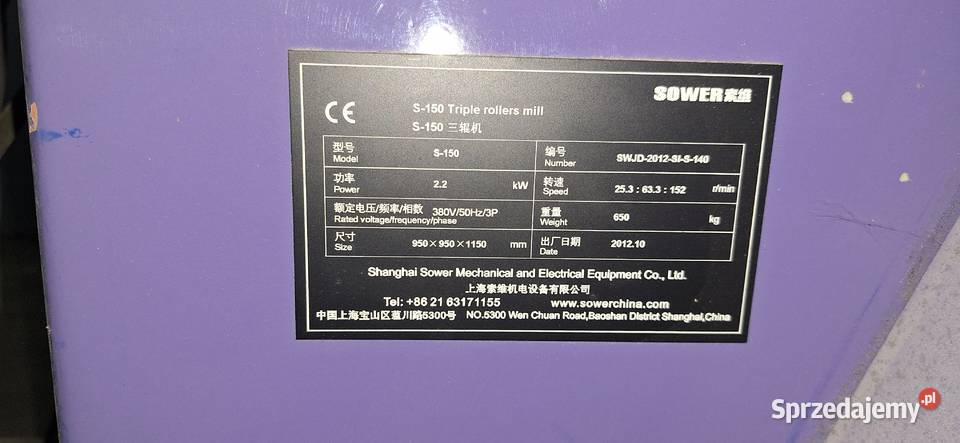 SOWER索维
CE
S-150 Triple rollers mill
S-150 三辊机
型号 Model S-150 编号 Number SWJD-2012-SI-S-140
功率 Power 2.2 kW 转速 Speed 25.3 : 63.3 : 152 r/min
额定电压/频率/相数 Rated voltage/frequency/phase 380V/50Hz/3P 重量 Weight 650 kg
尺寸 Size 950×950×1150 mm 出厂日期 Date 2012.10
Shanghai Sower Mechanical and Electrical Equipment Co., Ltd.
上海索维机电设备有限公司
Tel: +86 21 63171155 www.sowerchina.com
中国上海宝山区蕰川路5300号 NO.5300 Wen Chuan Road,Baoshan District Shanghai,China
Sprzedajemy.pl